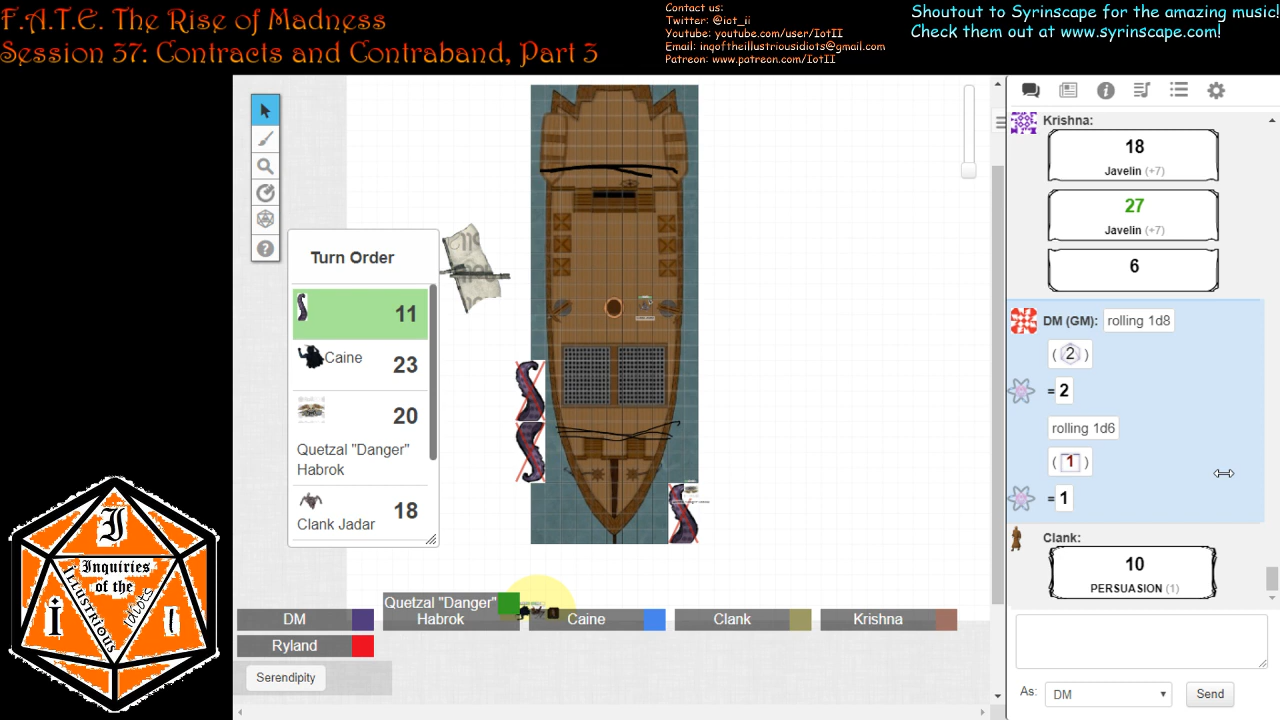 F.A.T.E. The Rise of Madness
Session 37: Contracts and Contraband, Part 3
Contact us:
Twitter: @iot_ii
Youtube: youtube.com/user/IotII
Email: inqoftheillustriousidiots@gmail.com
Patreon: www.patreon.com/IotII
Shoutout to Syrinscape for the amazing music!
Check them out at www.syrinscape.com!
Turn Order
11
Caine
23
20
Quetzal "Danger"
Habrok
Clank Jadar
18
Krishna:
18
Javelin (+7)
27
Javelin (+7)
6
DM (GM): rolling 1d8
(2)
=2
rolling 1d6
(1)
=1
Clank:
10
PERSUASION (1)
As:
DM
Send
DM
Quetzal "Danger"
Habrok
Caine
Clank
Krishna
Ryland
Serendipity
I
Inquiries
of the
ILLUSTRIOUS
Idiots
i
I